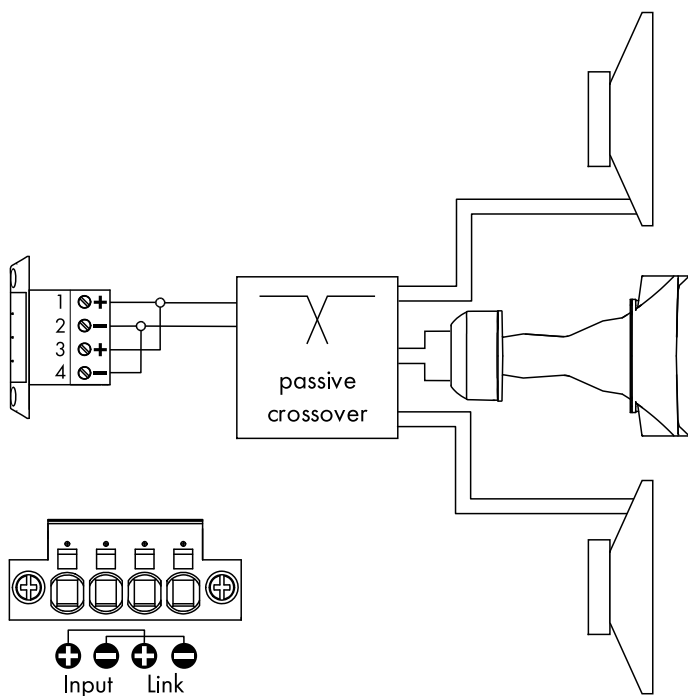 1 +
2 −
3 +
4 −
passive
crossover
+ − + −
Input Link